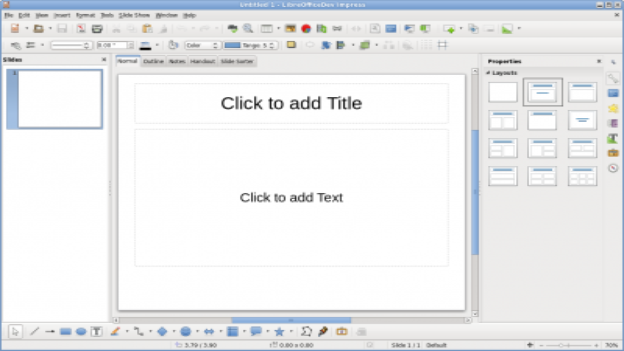 Untitled 1 - LibreOfficeDev Impress
File Edit View Insert Format Tools Slide Show Window Help
0.00 " Color Tango: 5
Slides
Normal Outline Notes Handout Slide Sorter
Properties
Layouts
Click to add Title
Click to add Text
3.79 / 3.90 0.00 x 0.00 Slide 1 / 1 Default 70%